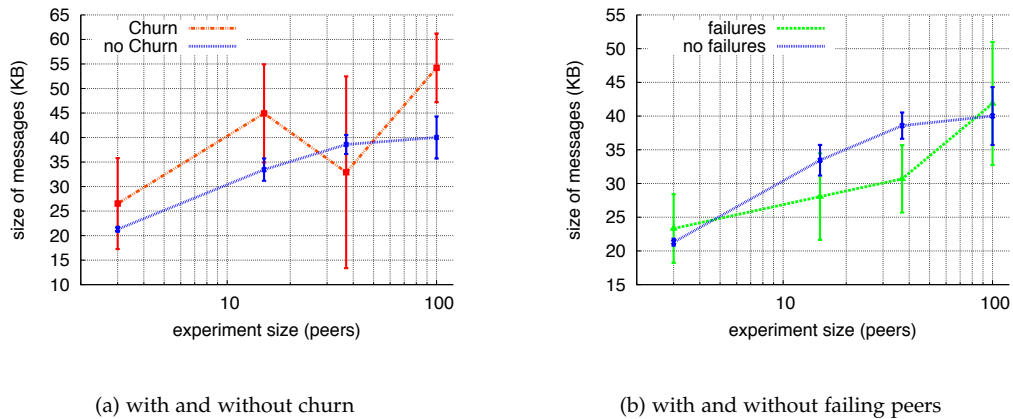 65
60
55
50
45
40
35
30
25
20
15
10
size of messages (KB)
Churn
no Churn
10
100
experiment size (peers)
55
50
45
40
35
30
25
20
15
size of messages (KB)
failures
no failures
10
100
experiment size (peers)
(a) with and without churn
(b) with and without failing peers